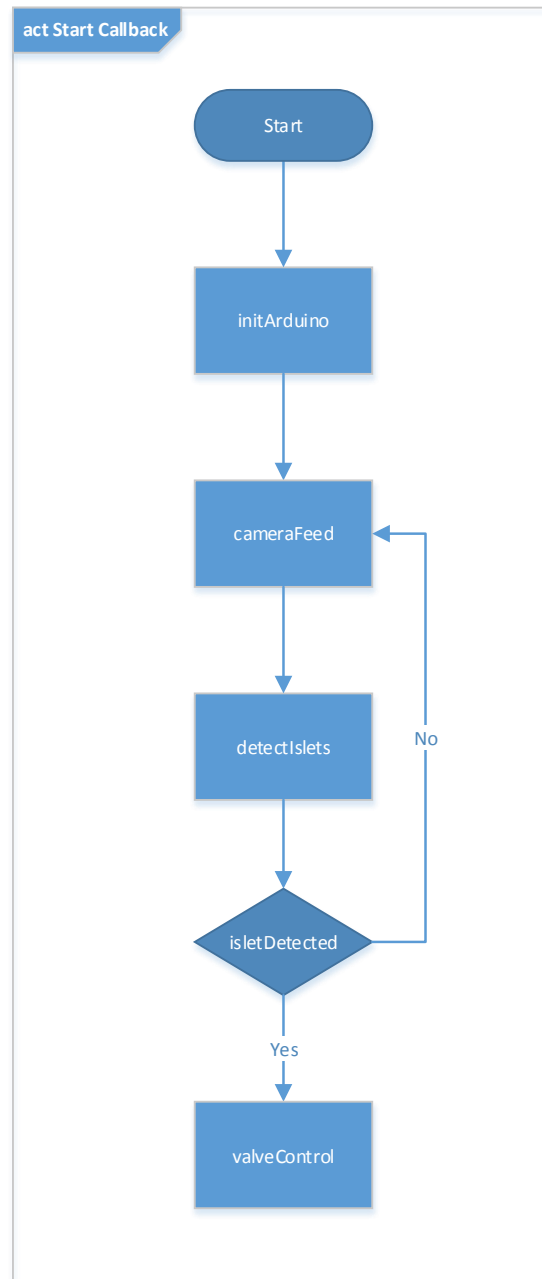 act Start Callback
Start
initArduino
cameraFeed
detectIslets
No
isletDetected
Yes
valveControl